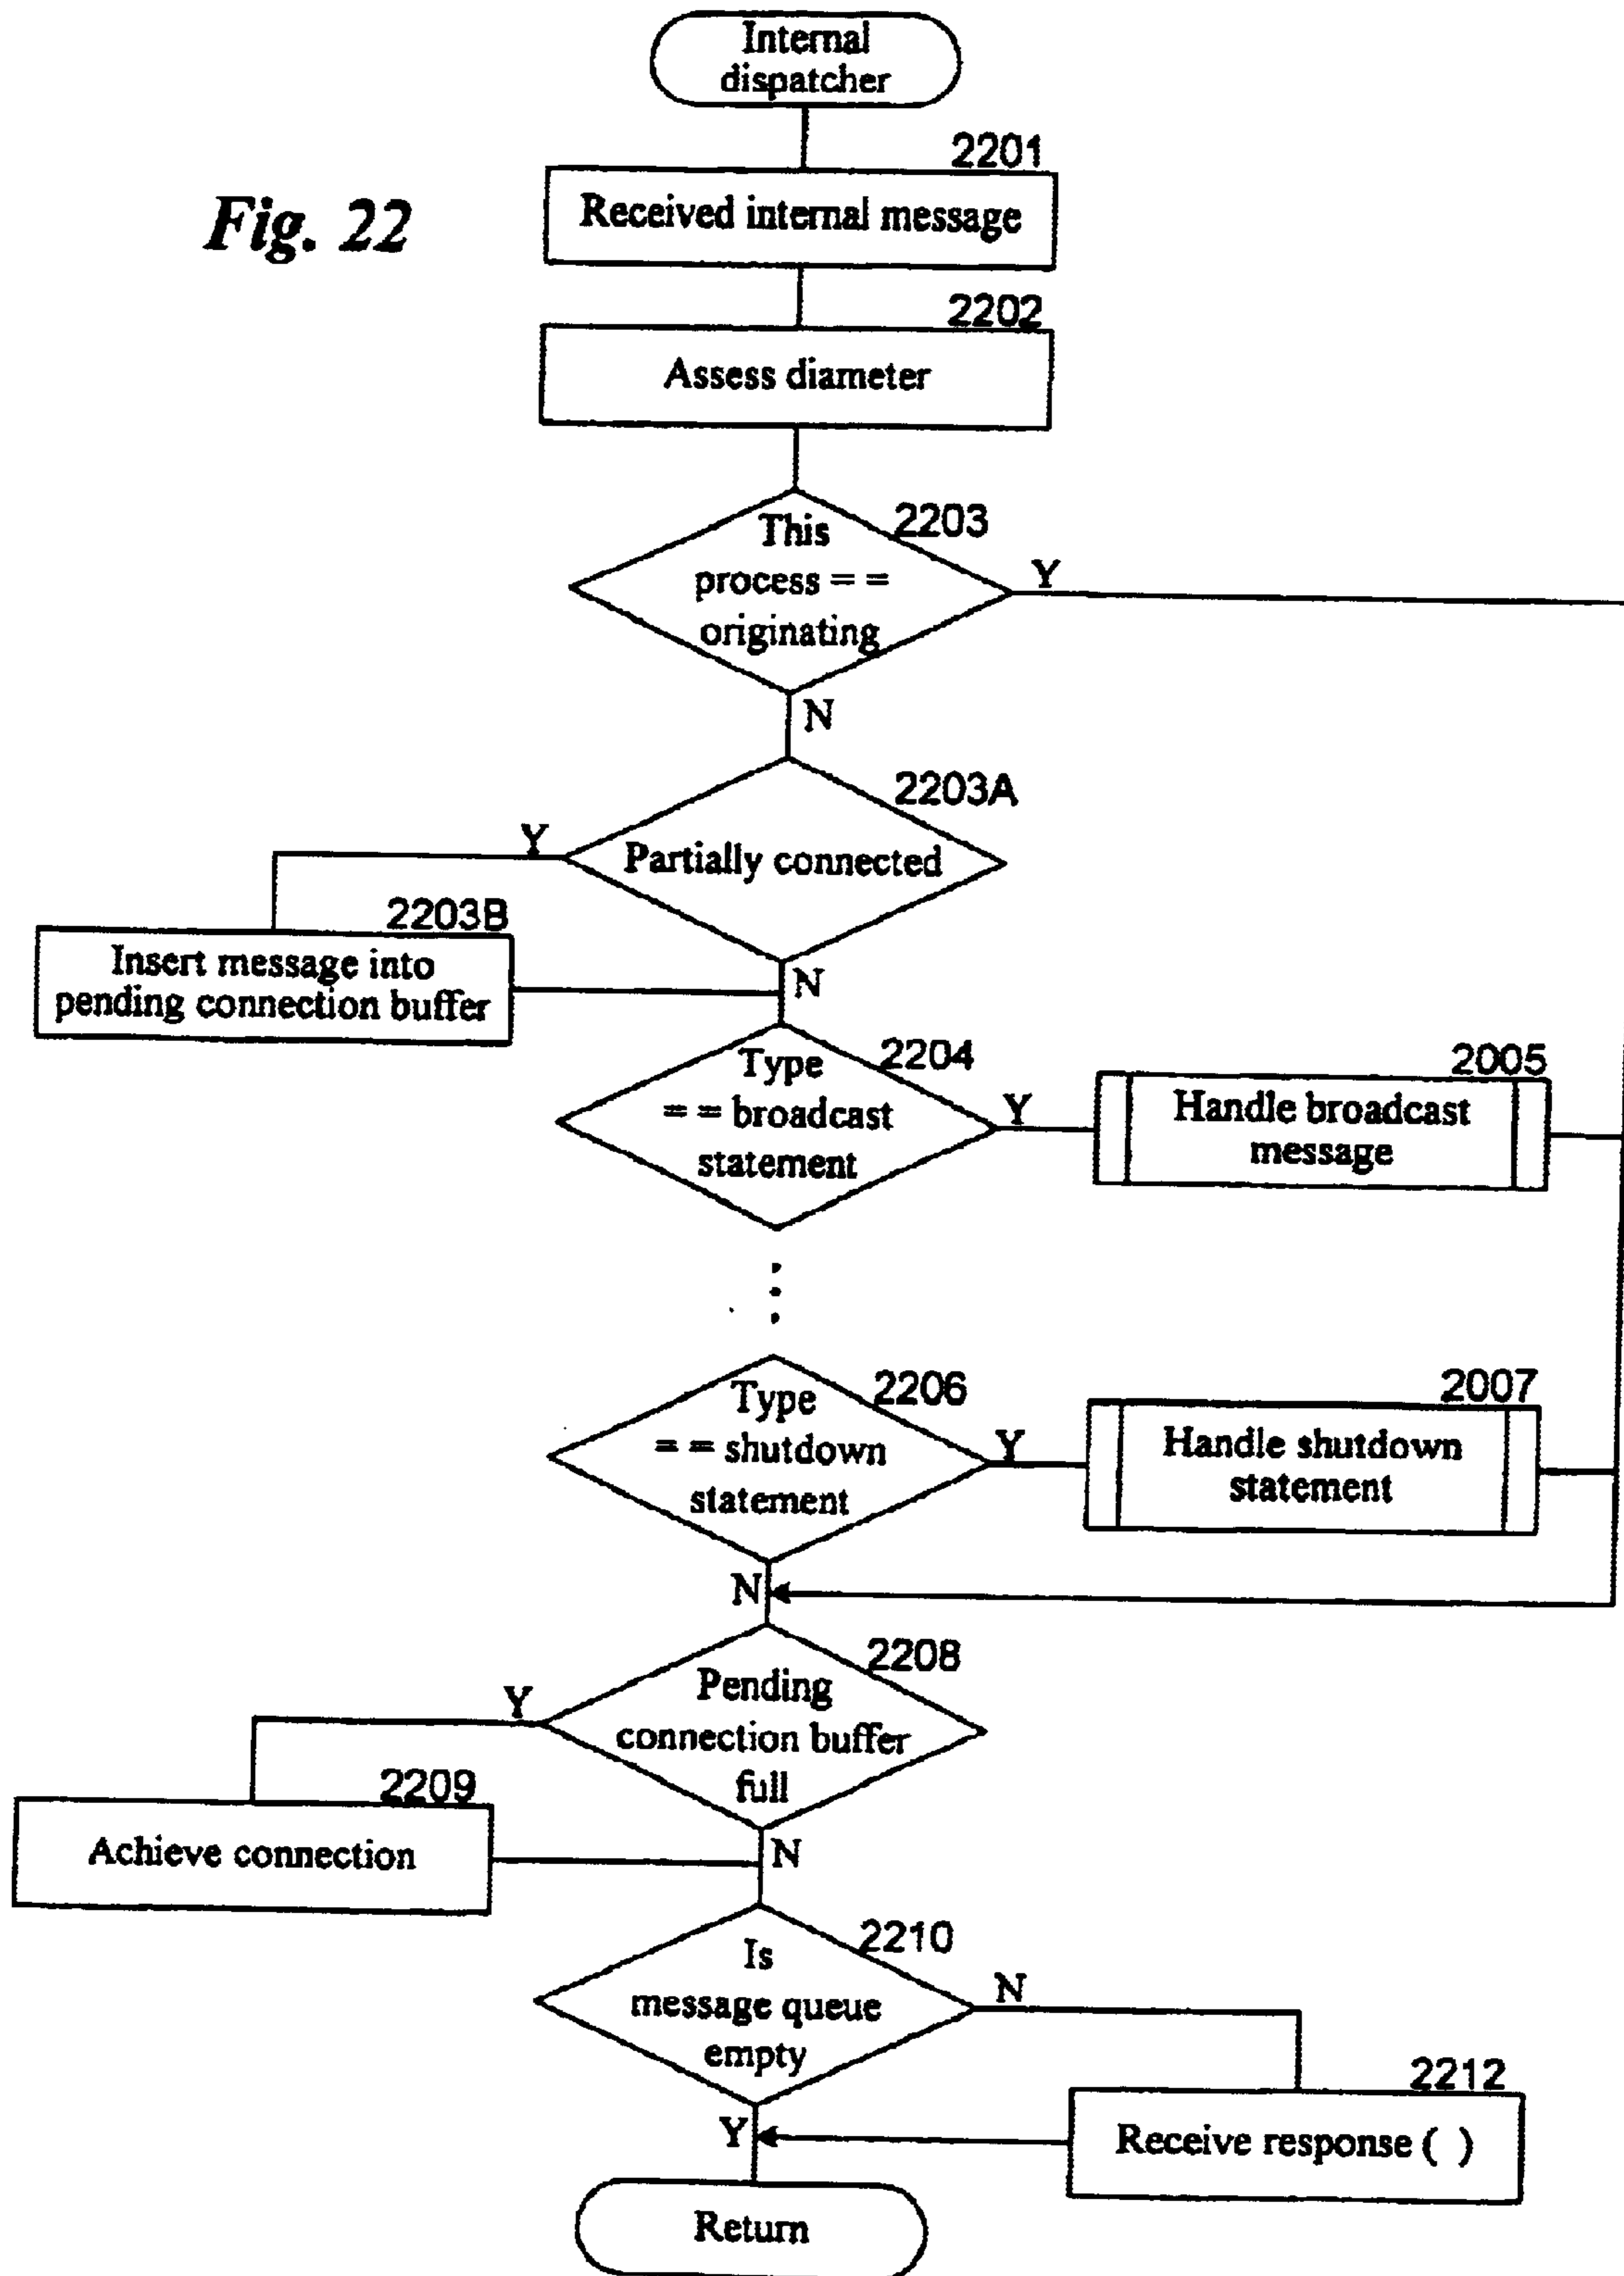 Internal
dispatcher
2201
Fig. 22
Received internal message
2202
Assess diameter
2203
This
process = =
originating
Y
N
2203A
Y
Partially connected
2203B
Insert message into
pending connection buffer
N
2204
Type
= = broadcast
statement
Y
2005
Handle broadcast
message
2206
Type
= = shutdown
statement
Y
2007
Handle shutdown
statement
N
2208
Y
Pending
connection buffer
full
2209
Achieve connection
N
2210
Is
message queue
empty
N
2212
Receive response ( )
Y
Return